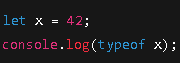 let x = 42;
console.log(typeof x);